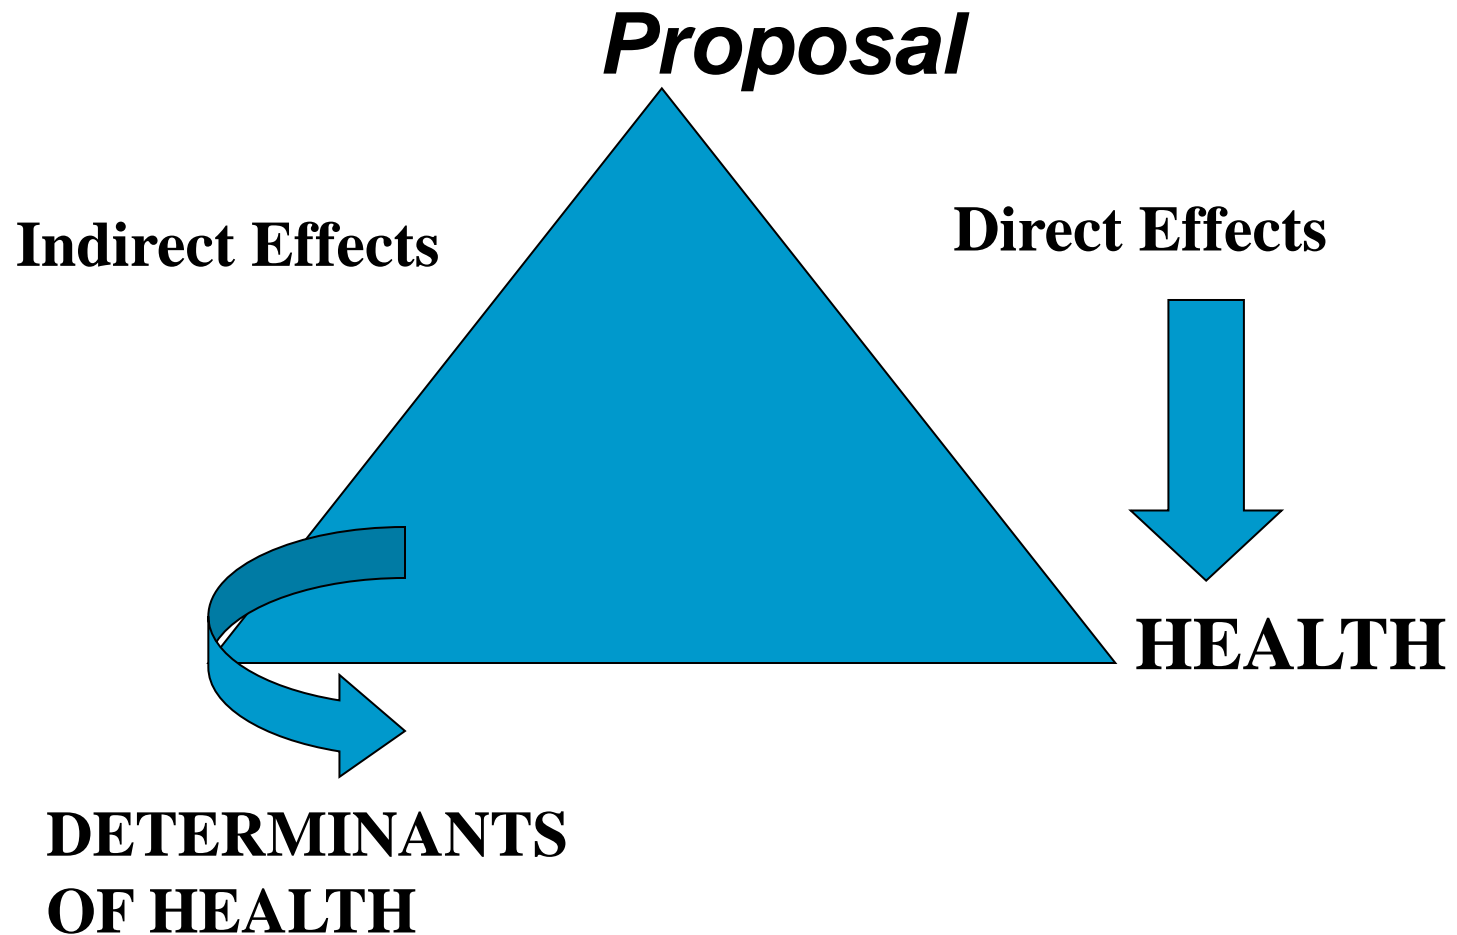 Proposal
Indirect Effects
Direct Effects
HEALTH
DETERMINANTS
OF HEALTH